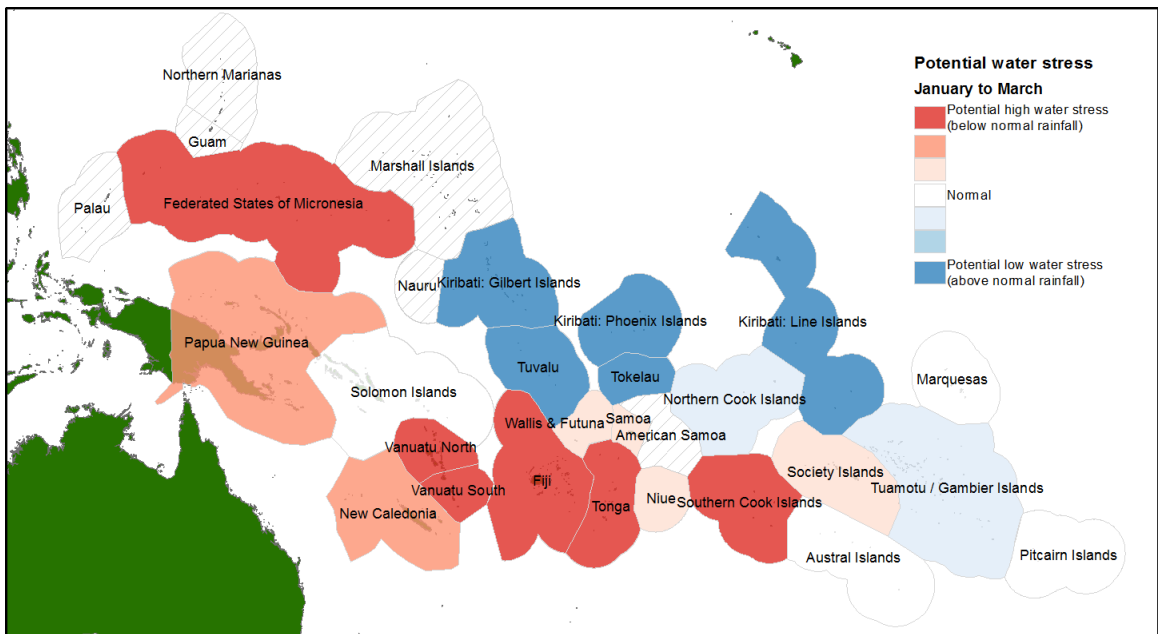 Potential water stress
January to March
Potential high water stress
(below normal rainfall)
Normal
Potential low water stress
(above normal rainfall)
Northern Marianas
Guam
Marshall Islands
Palau
Federated States of Micronesia
Nauru
Kiribati: Gilbert Islands
Kiribati: Phoenix Islands
Kiribati: Line Islands
Papua New Guinea
Tuvalu
Tokelau
Marquesas
Solomon Islands
Northern Cook Islands
Wallis & Futuna
Samoa
American Samoa
Vanuatu North
Vanuatu South
Fiji
Society Islands
Tuamotu / Gambier Islands
New Caledonia
Tonga
Niue
Southern Cook Islands
Austral Islands
Pitcairn Islands